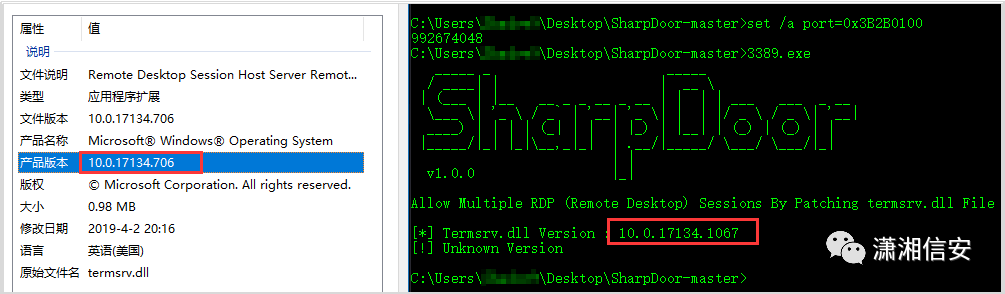 属性 值
说明
文件说明 Remote Desktop Session Host Server Remot...
类型 应用程序扩展
文件版本 10.0.17134.706
产品名称 Microsoft® Windows® Operating System
产品版本 10.0.17134.706
版权 © Microsoft Corporation. All rights reserved.
大小 0.98 MB
修改日期 2019-4-2 20:16
语言 英语(美国)
原始文件名 termsrv.dll
C:\Users\ \Desktop\SharpDoor-master>set /a port=0x3B2B0100
992674048
C:\Users\ \Desktop\SharpDoor-master>3389.exe
SharpDoor
v1.0.0
Allow Multiple RDP (Remote Desktop) Sessions By Patching termsrv.dll File
[*] Termsrv.dll Version : 10.0.17134.1067
[!] Unknown Version
C:\Users\ \Desktop\SharpDoor-master>
潇湘信安